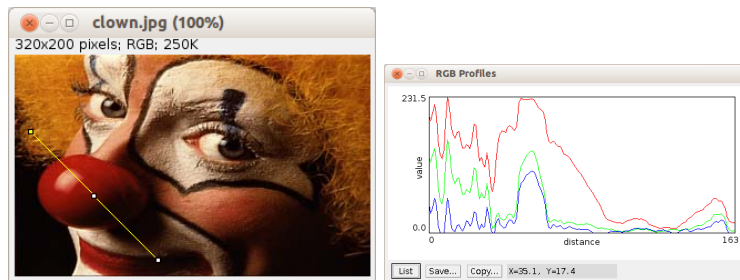 clown.jpg (100%)
320x200 pixels; RGB; 250K
RGB Profiles
231.5
value
0.0
0
distance
163
List
Save...
Copy...
X=35.1, Y=17.4